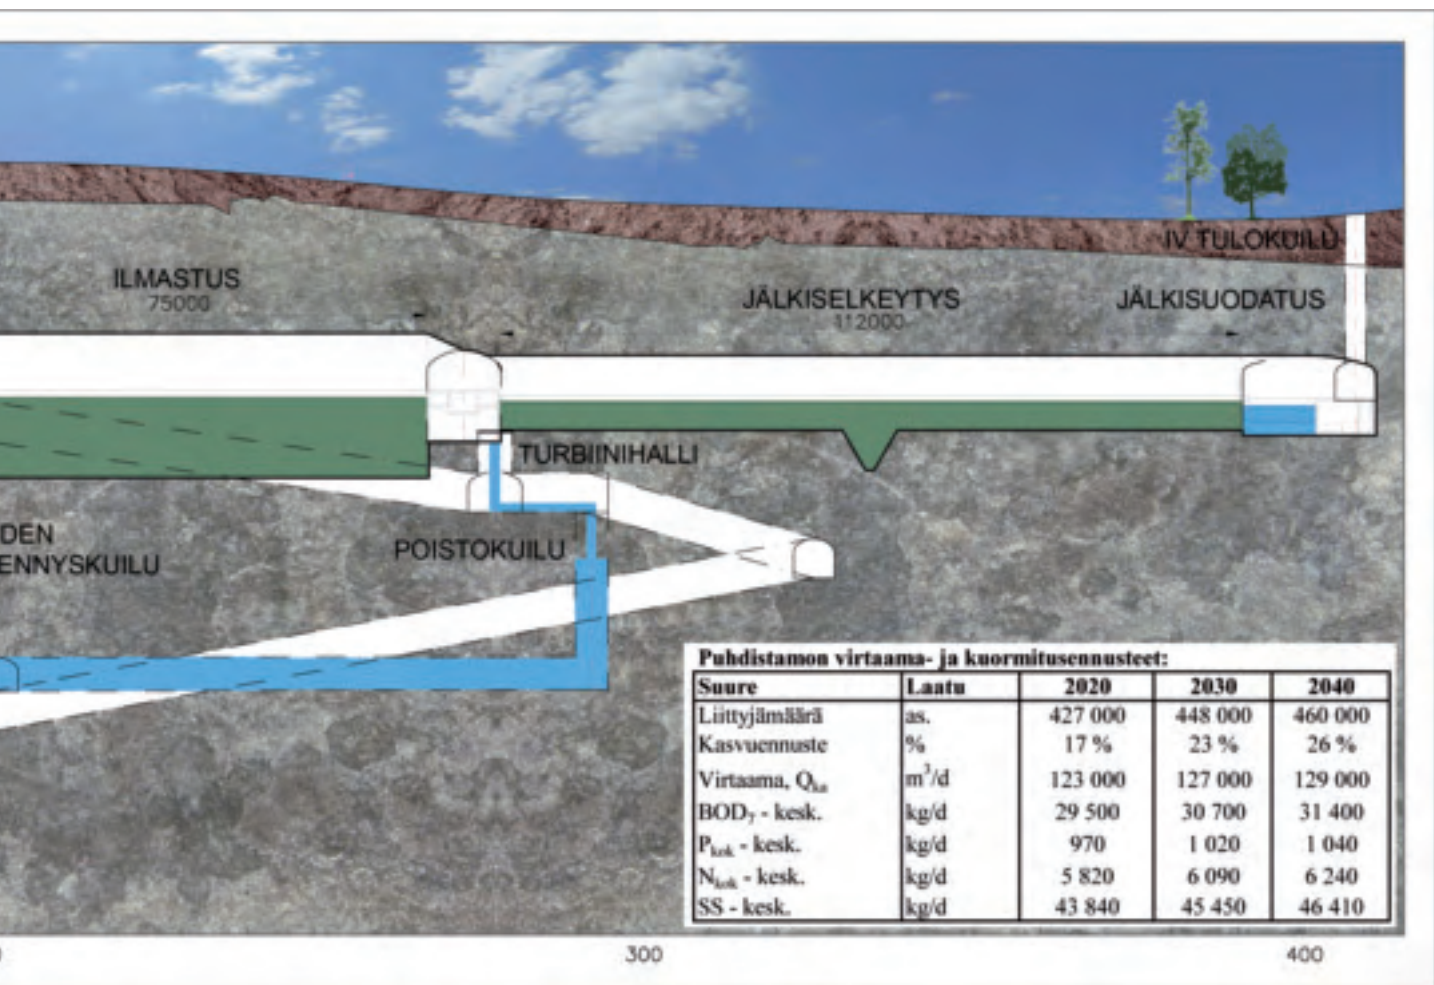 IV TULOKUILU
ILMASTUS
75000
JÄLKISELKEYTYS
112000
JÄLKISUODATUS
TURBIINIHALLI
DEN
ENNYSKUILU
POISTOKUILU
Puhdistamon virtaama- ja kuormitusennusteet:
Suure Laatu 2020 2030 2040
Liittyjämäärä as. 427 000 448 000 460 000
Kasvuennuste % 17 % 23 % 26 %
Virtaama, Qka m³/d 123 000 127 000 129 000
BOD₇ - kesk. kg/d 29 500 30 700 31 400
Pkok - kesk. kg/d 970 1 020 1 040
Nkok - kesk. kg/d 5 820 6 090 6 240
SS - kesk. kg/d 43 840 45 450 46 410
300 400